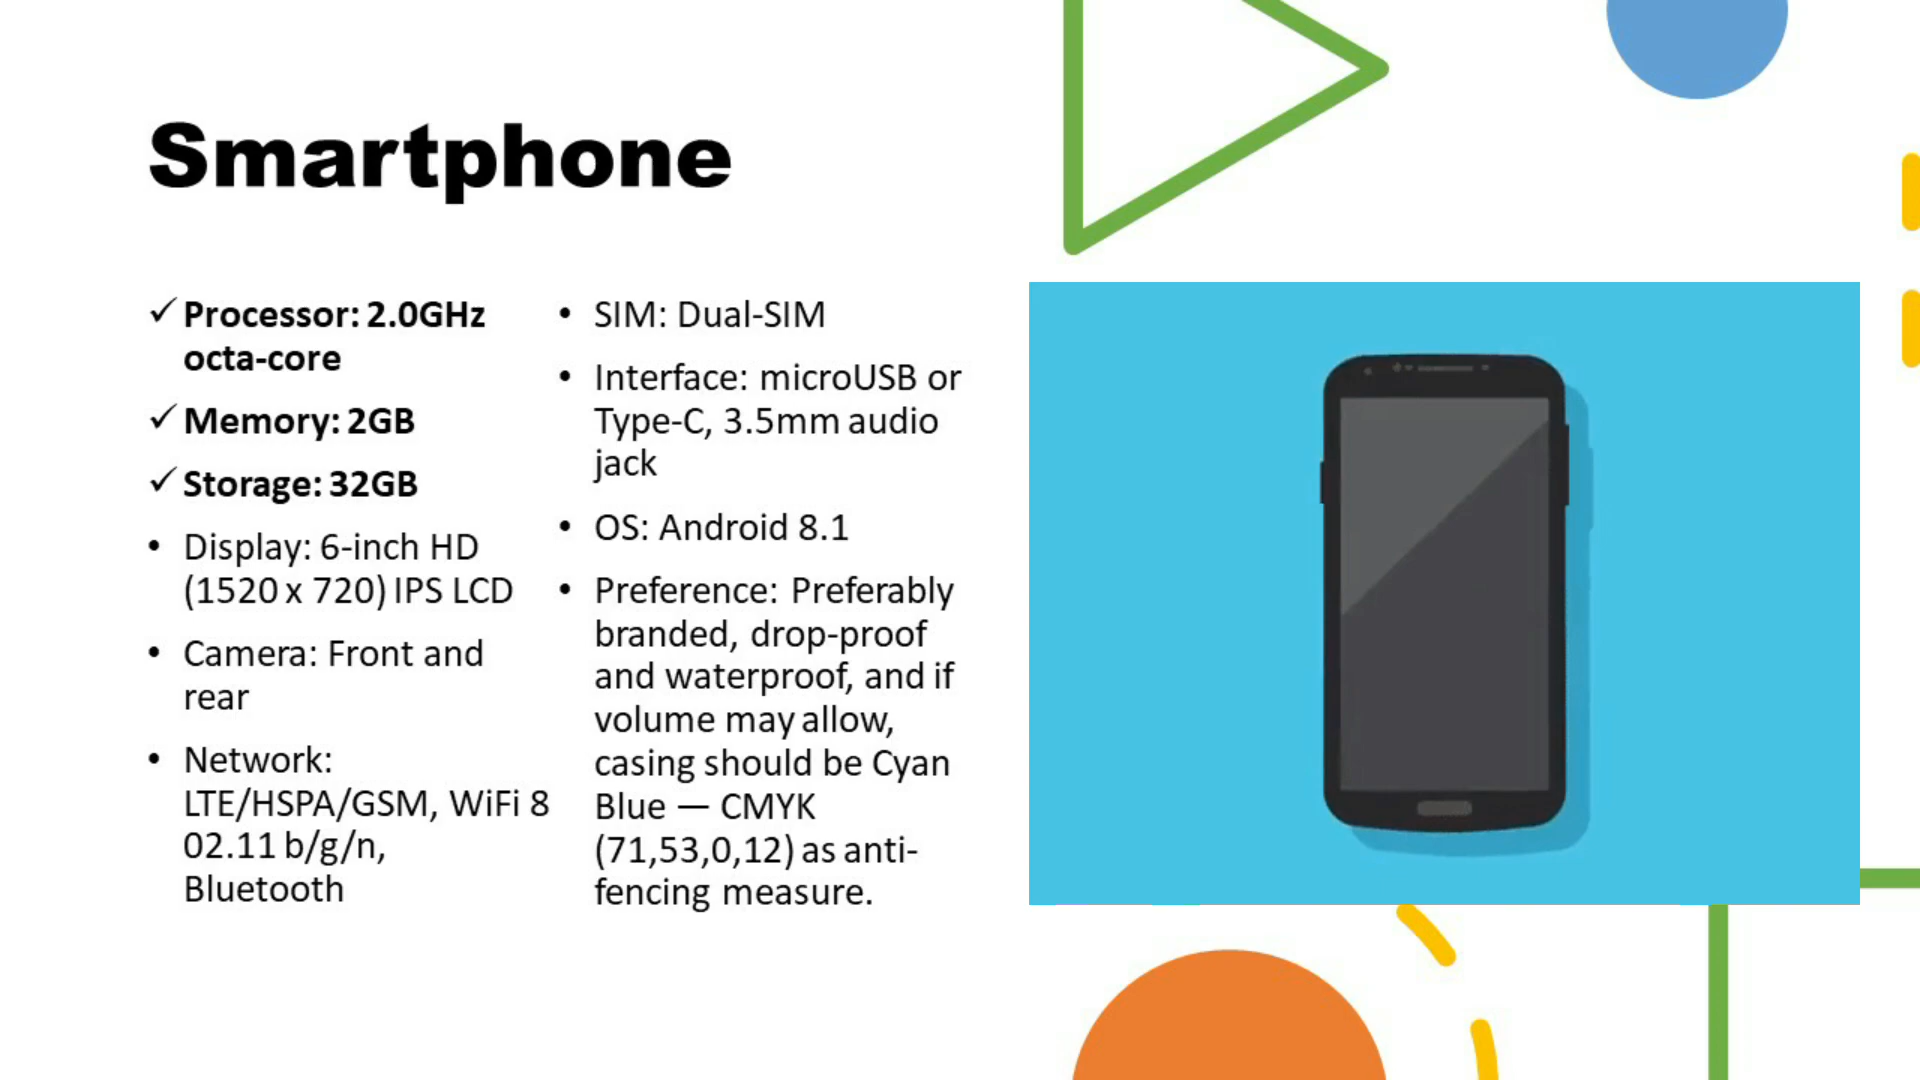 Smartphone
✓ Processor: 2.0GHz
octa-core
✓ Memory: 2GB
✓ Storage: 32GB
• Display: 6-inch HD
(1520 x 720) IPS LCD
• Camera: Front and
rear
• Network:
LTE/HSPA/GSM, WiFi 8
02.11 b/g/n,
Bluetooth
• SIM: Dual-SIM
• Interface: microUSB or
Type-C, 3.5mm audio
jack
• OS: Android 8.1
• Preference: Preferably
branded, drop-proof
and waterproof, and if
volume may allow,
casing should be Cyan
Blue — CMYK
(71,53,0,12) as anti-
fencing measure.